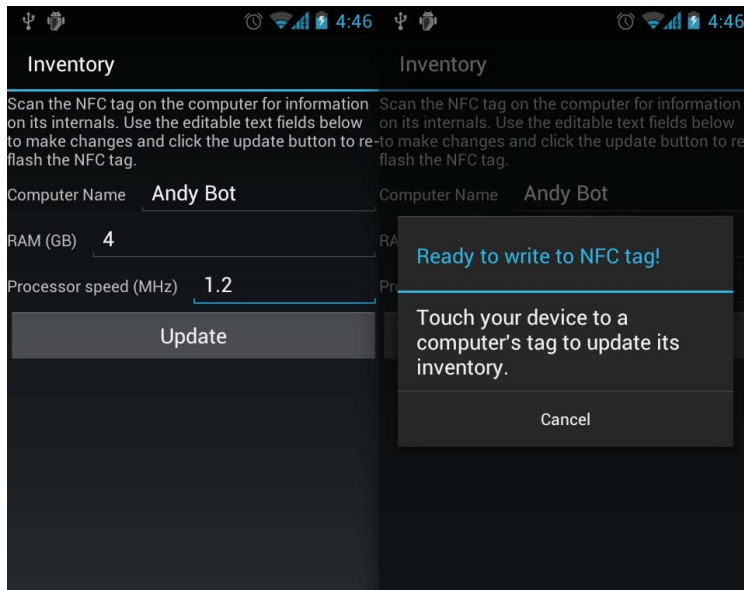 4:46
Inventory
Scan the NFC tag on the computer for information
on its internals. Use the editable text fields below
to make changes and click the update button to re-
flash the NFC tag.
Computer Name Andy Bot
RAM (GB) 4
Processor speed (MHz) 1.2
Update
4:46
Inventory
Scan the NFC tag on the computer for information
on its internals. Use the editable text fields below
to make changes and click the update button to re
flash the NFC tag.
Computer Name Andy Bot
RA
Pr
Ready to write to NFC tag!
Touch your device to a
computer's tag to update its
inventory.
Cancel